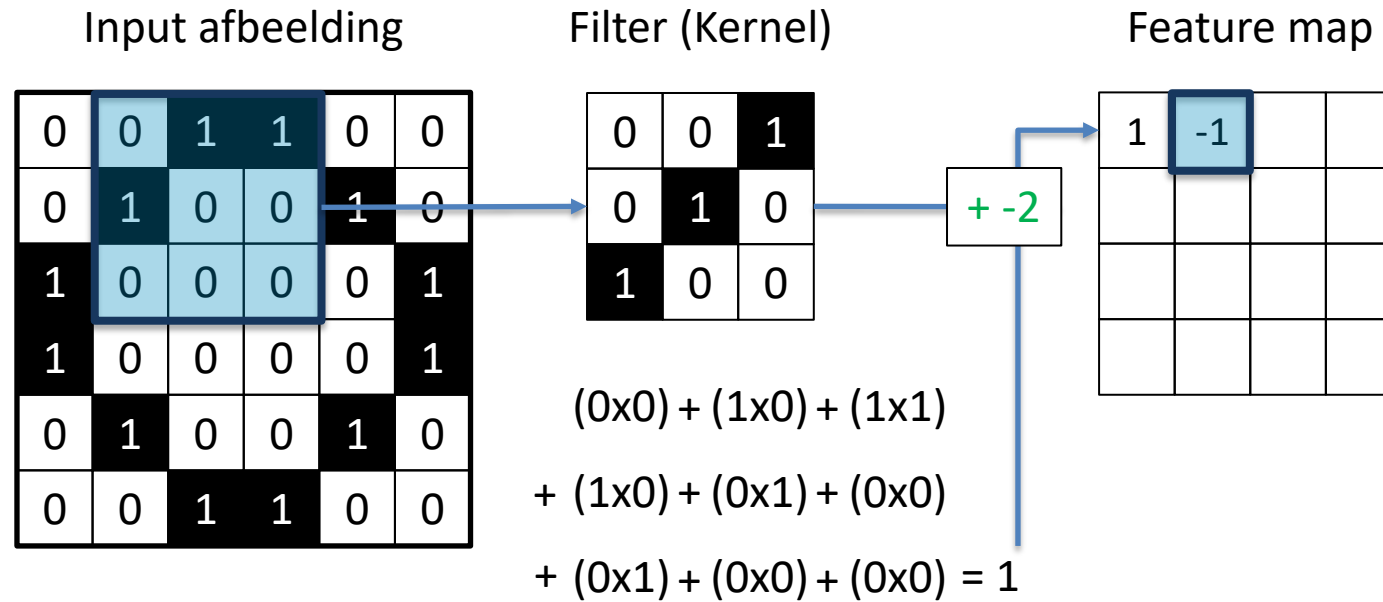 Input afbeelding Filter (Kernel) Feature map
0 0 1 1 0 0
0 1 0 0 1 0
1 0 0 0 0 1
1 0 0 0 0 1
0 1 0 0 1 0
0 0 1 1 0 0
0 0 1
0 1 0
1 0 0
+ -2
1 -1
(0x0) + (1x0) + (1x1)
+ (1x0) + (0x1) + (0x0)
+ (0x1) + (0x0) + (0x0) = 1